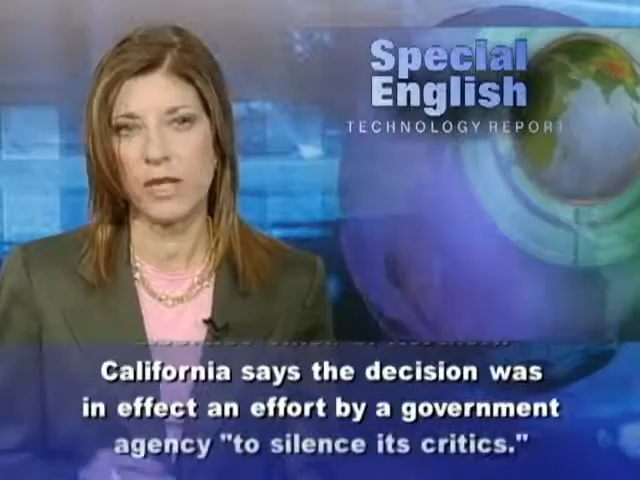 Special
English
TECHNOLOGY REPORT
California says the decision was
in effect an effort by a government
agency "to silence its critics."